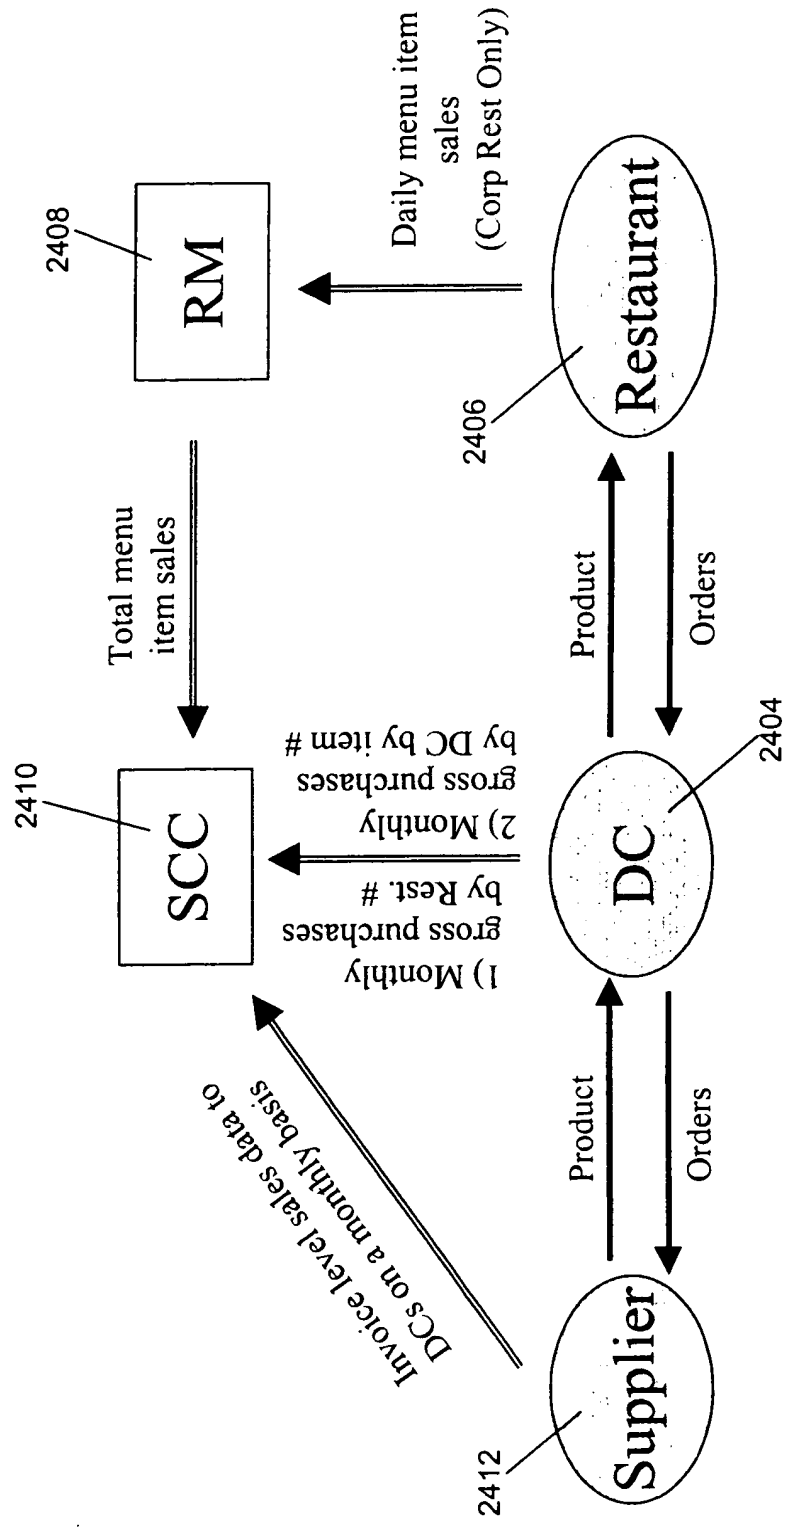 2410
2408
SCC
RM
Total menu
item sales
Invoice level sales data to
DCs on a monthly basis
1) Monthly
gross purchases
by Rest. #
2) Monthly
gross purchases
by DC by item #
Daily menu item
sales
(Corp Rest Only)
2412
Supplier
Product
Orders
DC
2404
Product
Orders
2406
Restaurant